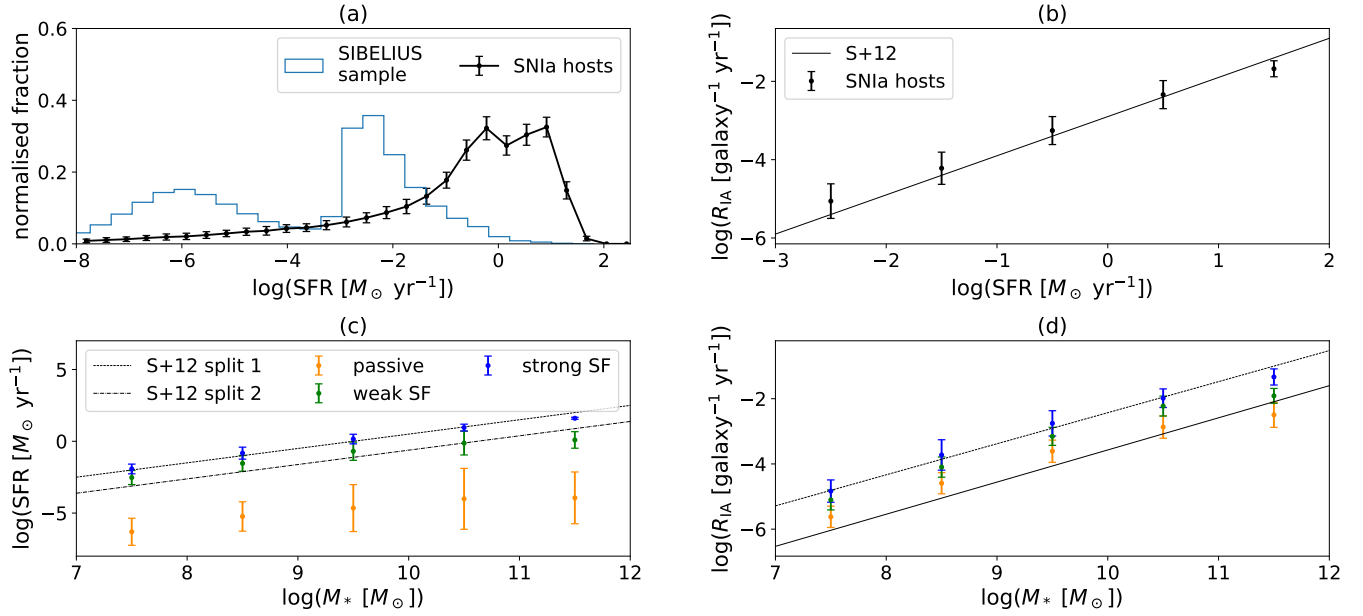 (a)
normalised fraction
0.6
0.4
0.2
0.0
SIBELIUS
sample
SNIa hosts
−8 −6 −4 −2 0 2
log(SFR [M⊙ yr⁻¹])
(b)
log(R_IA [galaxy⁻¹ yr⁻¹])
−2
−4
−6
S+12
SNIa hosts
−3 −2 −1 0 1 2
log(SFR [M⊙ yr⁻¹])
(c)
log(SFR [M⊙ yr⁻¹])
5
0
−5
S+12 split 1
S+12 split 2
passive
weak SF
strong SF
7 8 9 10 11 12
log(M* [M⊙])
(d)
log(R_IA [galaxy⁻¹ yr⁻¹])
−2
−4
−6
7 8 9 10 11 12
log(M* [M⊙])